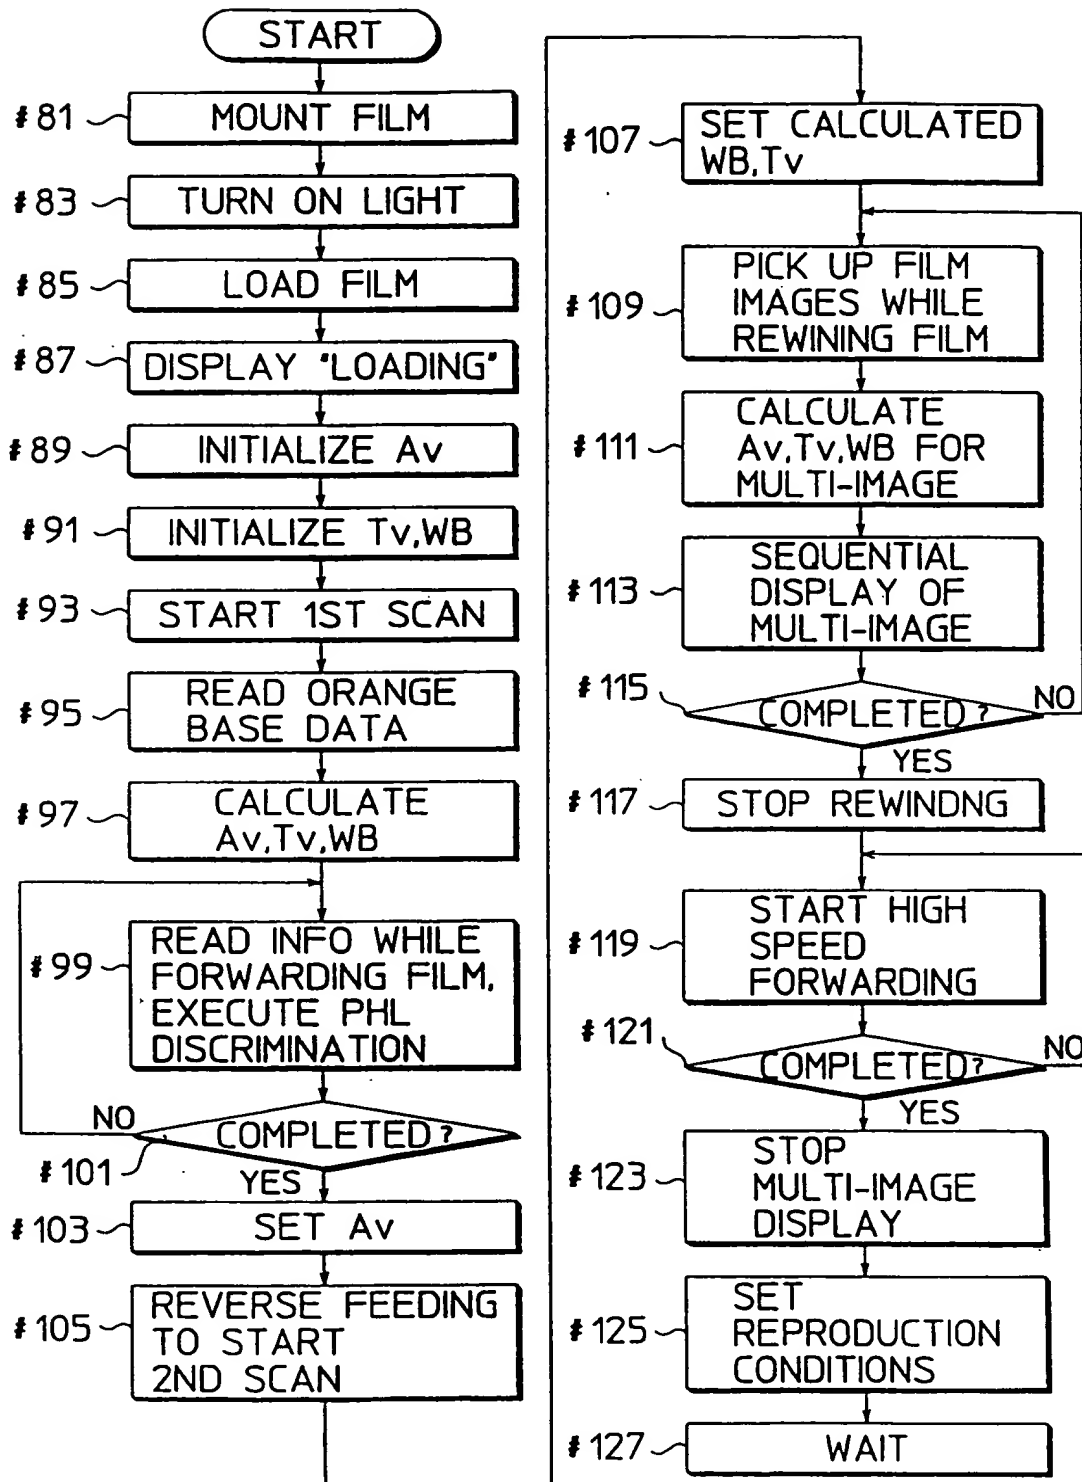 START
#81
MOUNT FILM
#83
TURN ON LIGHT
#85
LOAD FILM
#87
DISPLAY "LOADING"
#89
INITIALIZE Av
#91
INITIALIZE Tv,WB
#93
START 1ST SCAN
#95
READ ORANGE
BASE DATA
#97
CALCULATE
Av,Tv,WB
#99
READ INFO WHILE
FORWARDING FILM,
EXECUTE PHL
DISCRIMINATION
NO
COMPLETED?
#101
YES
#103
SET Av
#105
REVERSE FEEDING
TO START
2ND SCAN
#107
SET CALCULATED
WB,Tv
#109
PICK UP FILM
IMAGES WHILE
REWINING FILM
#111
CALCULATE
Av,Tv,WB FOR
MULTI-IMAGE
#113
SEQUENTIAL
DISPLAY OF
MULTI-IMAGE
#115
COMPLETED?
NO
YES
#117
STOP REWINDNG
#119
START HIGH
SPEED
FORWARDING
#121
COMPLETED?
NO
YES
#123
STOP
MULTI-IMAGE
DISPLAY
#125
SET
REPRODUCTION
CONDITIONS
#127
WAIT